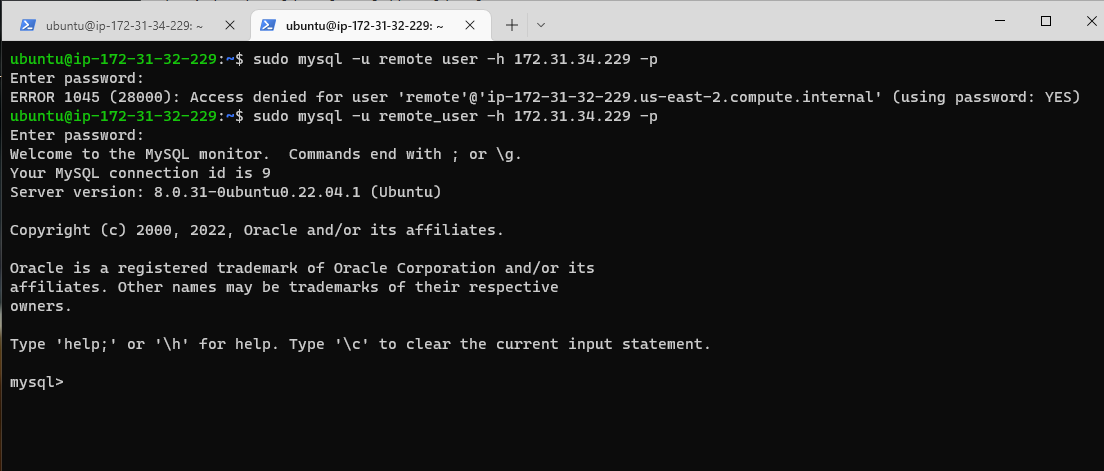 ubuntu@ip-172-31-34-229: ~
ubuntu@ip-172-31-32-229: ~
ubuntu@ip-172-31-32-229:~$ sudo mysql -u remote user -h 172.31.34.229 -p
Enter password:
ERROR 1045 (28000): Access denied for user 'remote'@'ip-172-31-32-229.us-east-2.compute.internal' (using password: YES)
ubuntu@ip-172-31-32-229:~$ sudo mysql -u remote_user -h 172.31.34.229 -p
Enter password:
Welcome to the MySQL monitor.  Commands end with ; or \g.
Your MySQL connection id is 9
Server version: 8.0.31-0ubuntu0.22.04.1 (Ubuntu)
Copyright (c) 2000, 2022, Oracle and/or its affiliates.
Oracle is a registered trademark of Oracle Corporation and/or its
affiliates. Other names may be trademarks of their respective
owners.
Type 'help;' or '\h' for help. Type '\c' to clear the current input statement.
mysql>